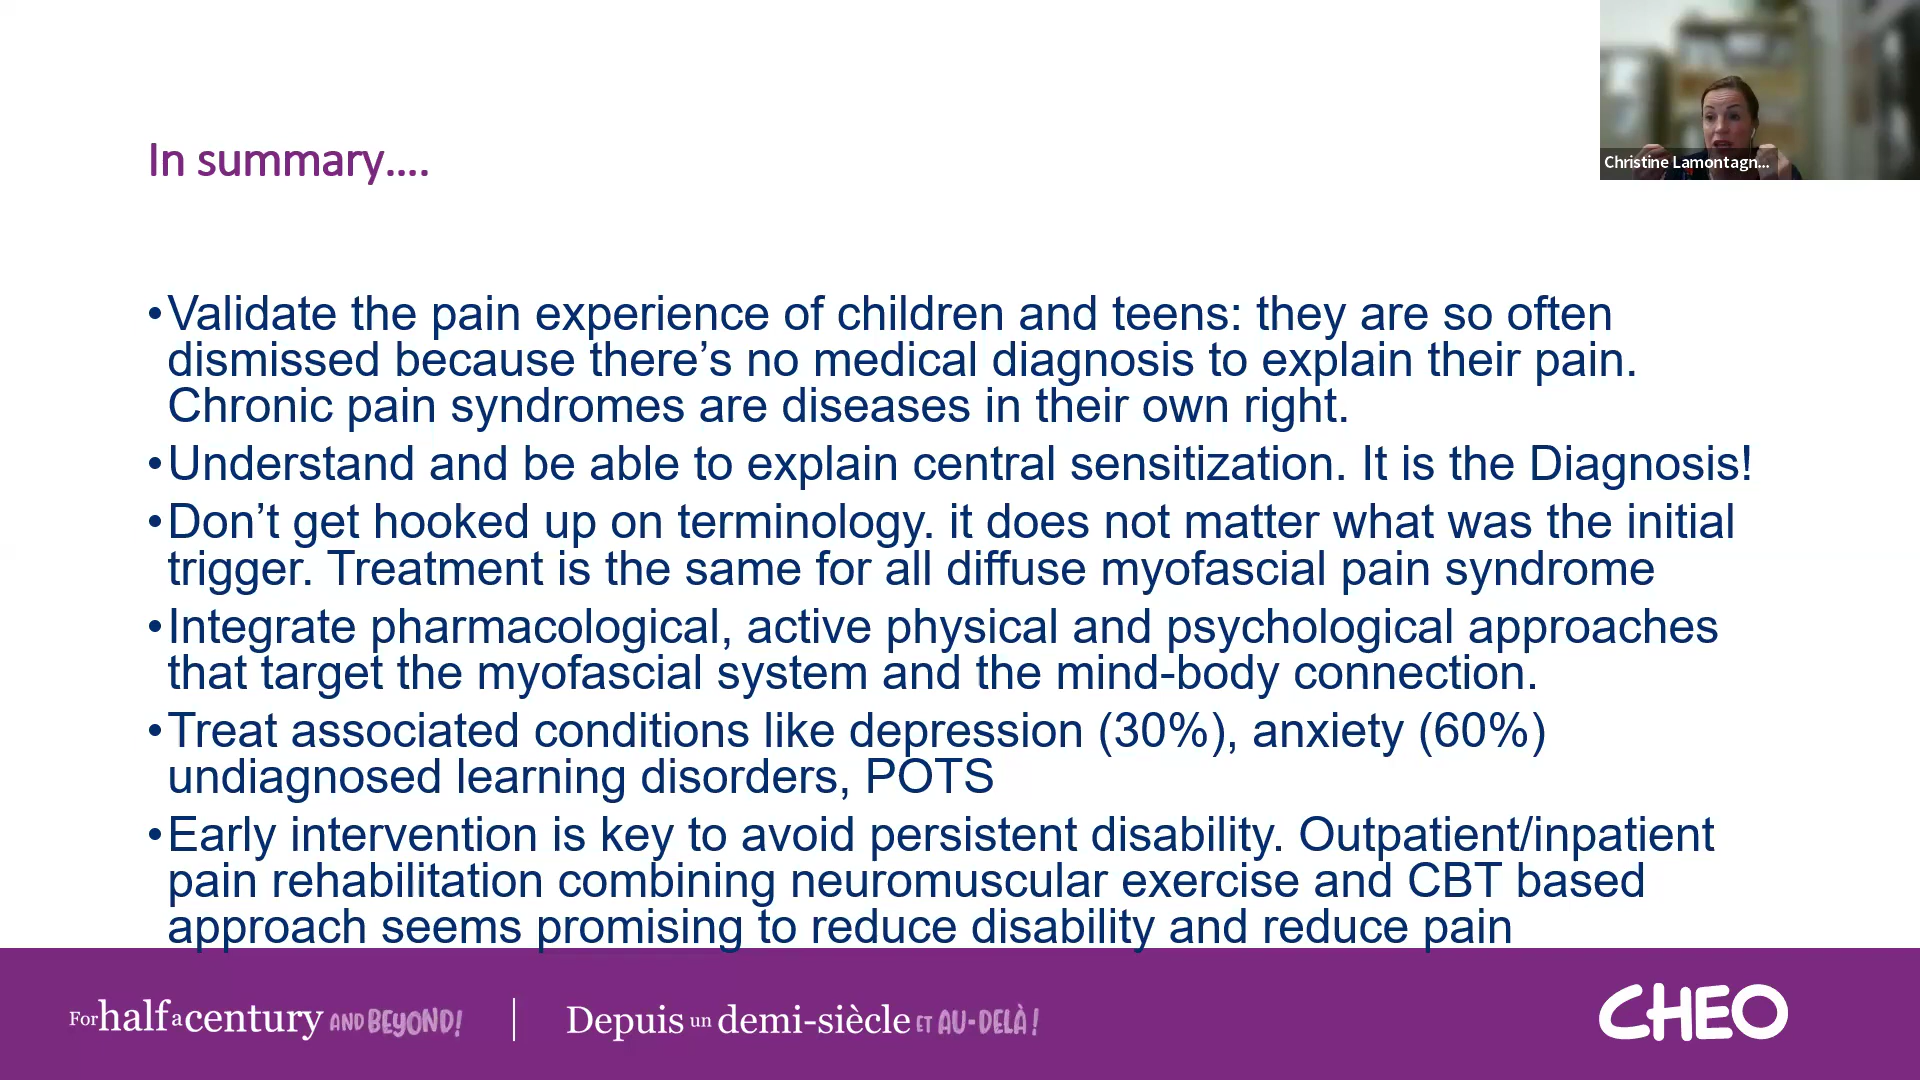 In summary....
Christine Lamontagn...
•Validate the pain experience of children and teens: they are so often
dismissed because there’s no medical diagnosis to explain their pain.
Chronic pain syndromes are diseases in their own right.
•Understand and be able to explain central sensitization. It is the Diagnosis!
•Don’t get hooked up on terminology. it does not matter what was the initial
trigger. Treatment is the same for all diffuse myofascial pain syndrome
•Integrate pharmacological, active physical and psychological approaches
that target the myofascial system and the mind-body connection.
•Treat associated conditions like depression (30%), anxiety (60%)
undiagnosed learning disorders, POTS
•Early intervention is key to avoid persistent disability. Outpatient/inpatient
pain rehabilitation combining neuromuscular exercise and CBT based
approach seems promising to reduce disability and reduce pain
For half a century AND BEYOND! | Depuis un demi-siècle ET AU-DELÀ!
CHEO